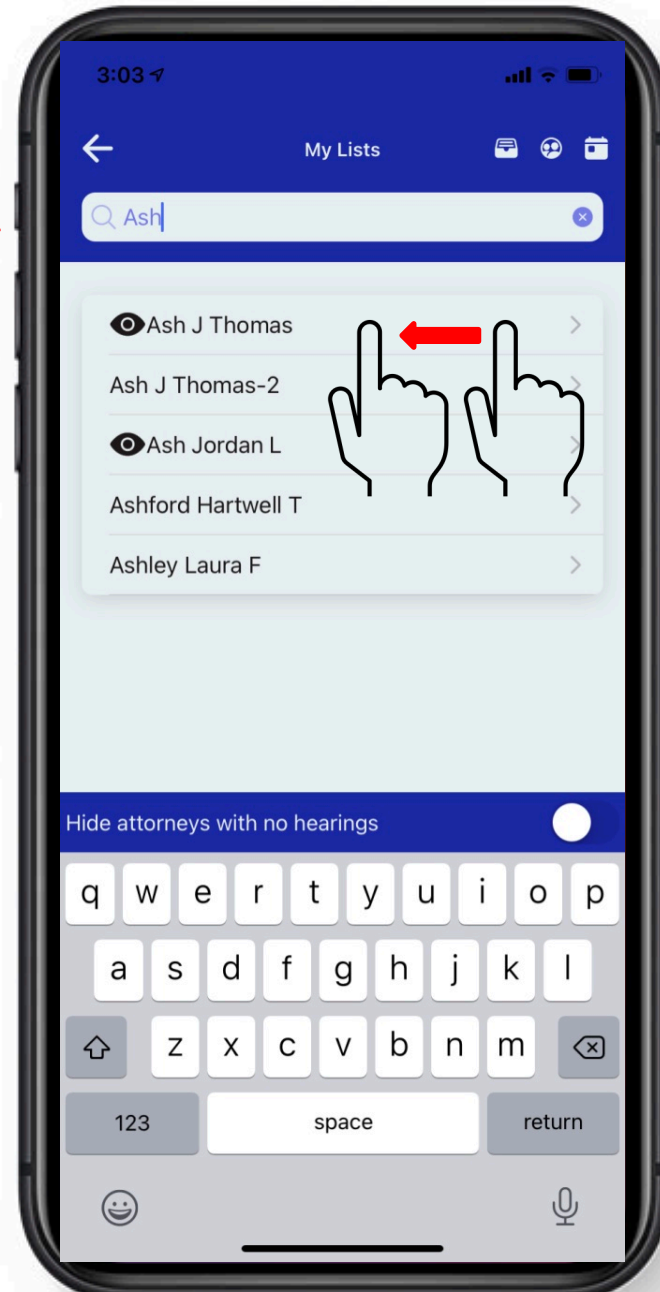 3:03
My Lists
Ash
Ash J Thomas
Ash J Thomas-2
Ash Jordan L
Ashford Hartwell T
Ashley Laura F
Hide attorneys with no hearings
q w e r t y u i o p
a s d f g h j k l
z x c v b n m
123 space return